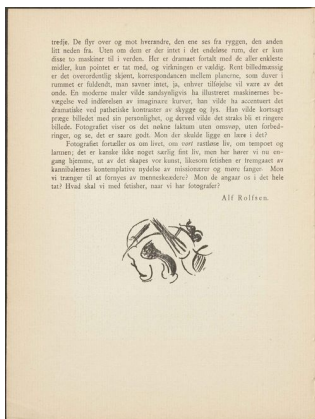 tredje. De flyr over og mot hverandre, den ene ses fra ryggen, den anden
litt neden fra. Uten om dem er der intet i det endeløse rum, der er kun
disse to maskiner til i verden. Her er dramaet fortalt med de aller enkleste
midler, kun pointet er tat med, og virkningen er vældig. Rent billedmæssig
er det overordentlig skjønt, korrespondancen mellem planerne, som duver i
rummet er fuldendt, man savner intet, ja, enhver tilføielse vil være av det
onde. En moderne maler vilde sandsynligvis ha illustreret maskinernes be-
vægelse ved indførelsen av imaginære kurver, han vilde ha accentuert det
dramatiske ved pathetiske kontraster av skygge og lys. Han vilde kortsagt
præge billedet med sin personlighet, og derved vilde det straks bli et ringere
billede. Fotografiet viser os det nøkne faktum uten omsvøp, uten forbed-
ringer, og se, det er saare godt. Mon der skulde ligge en lære i det?
Fotografiet fortæller os om livet, om vort restløse liv, om tempoet og
larmen; det er kanske ikke noget særlig fint liv, men her hører vi nu en-
gang hjemme, ut av det skapes vor kunst, likesom fetishen er fremgaaet av
kannibalernes kontemplative nydelse av missionærer og møre fanger. Mon
vi trænger til at fornyes av menneskeædere? Mon de angaar os i det hele
tat? Hvad skal vi med fetisher, naar vi har fotografier?
Alf Rolfsen.